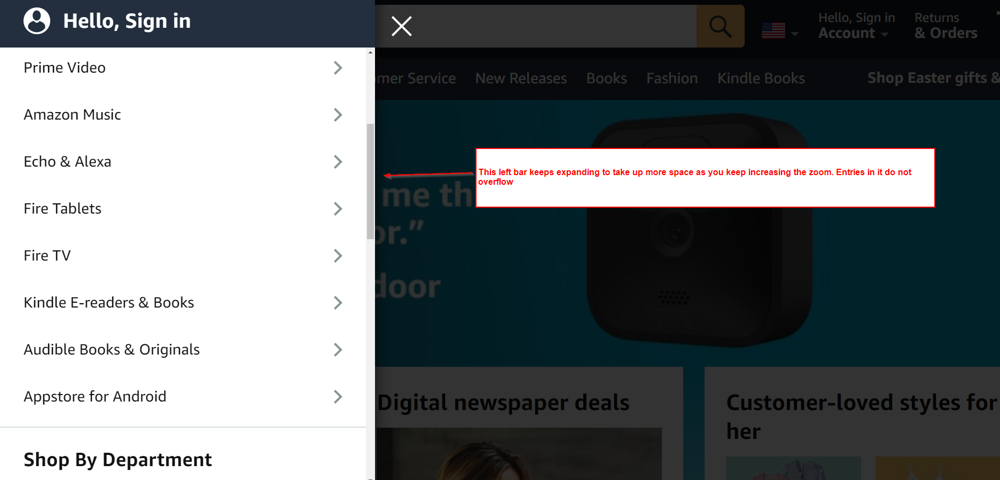 Hello, Sign in
Prime Video
Amazon Music
Echo & Alexa
Fire Tablets
Fire TV
Kindle E-readers & Books
Audible Books & Originals
Appstore for Android
Shop By Department
Hello, Sign in
Account
Returns
& Orders
mer Service New Releases Books Fashion Kindle Books Shop Easter gifts &
This left bar keeps expanding to take up more space as you keep increasing the zoom. Entries in it do not
overflow
me th
or.”
door
blink
Digital newspaper deals
Customer-loved styles for
her